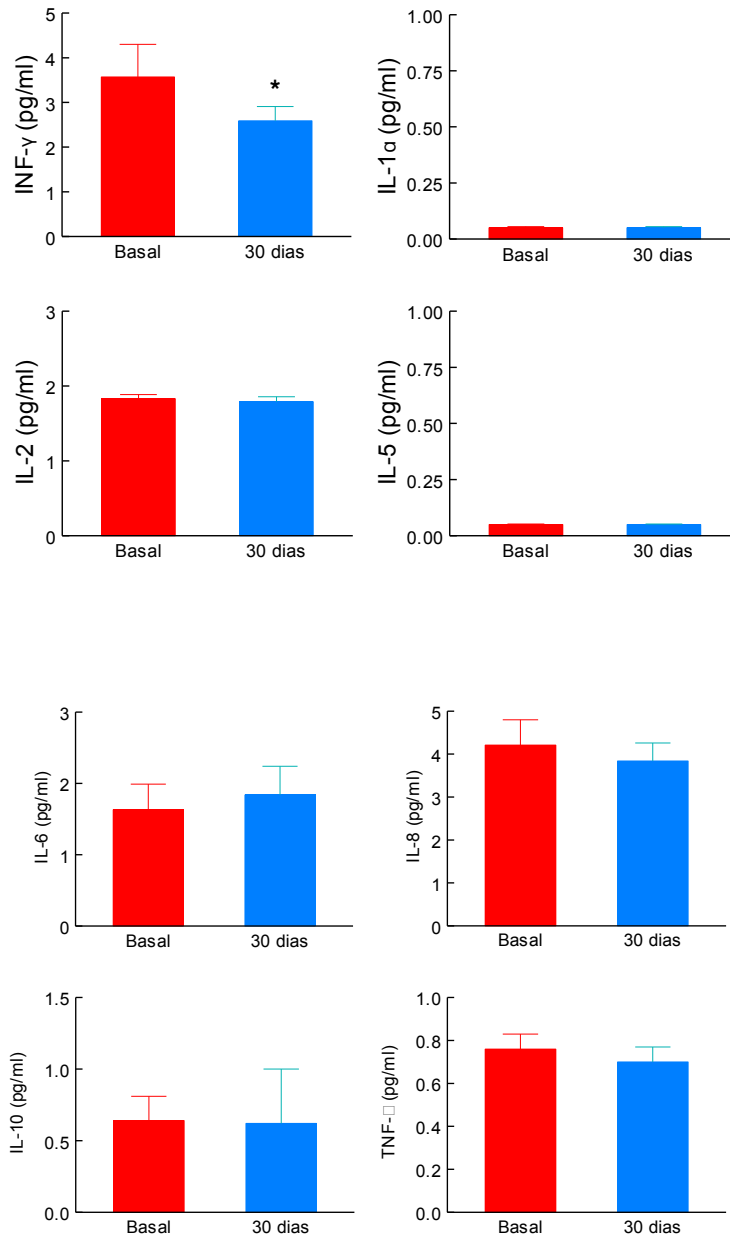 INF-γ (pg/ml)
5
4
3
2
1
0
*
Basal
30 dias
IL-1α (pg/ml)
1.00
0.75
0.50
0.25
0.00
Basal
30 dias
IL-2 (pg/ml)
3
2
1
0
Basal
30 dias
IL-5 (pg/ml)
1.00
0.75
0.50
0.25
0.00
Basal
30 dias
IL-6 (pg/ml)
3
2
1
0
Basal
30 dias
IL-8 (pg/ml)
5
4
3
2
1
0
Basal
30 dias
IL-10 (pg/ml)
1.5
1.0
0.5
0.0
Basal
30 dias
TNF-□ (pg/ml)
1.0
0.8
0.6
0.4
0.2
0.0
Basal
30 dias